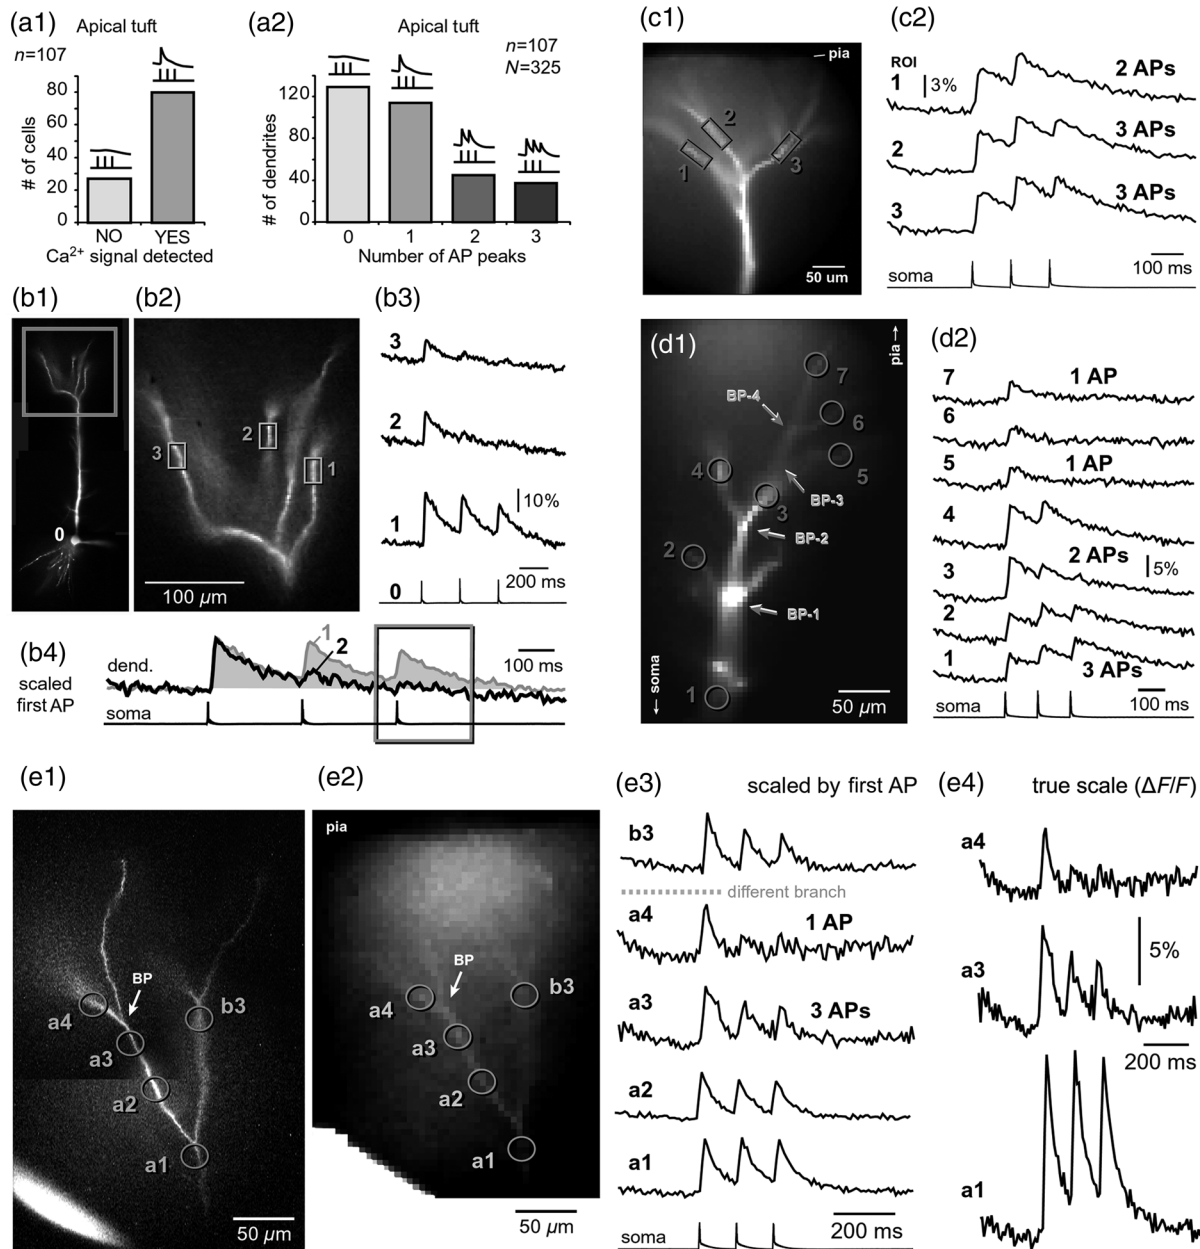 (a1)
Apical tuft
n=107
# of cells
80
60
40
20
0
NO
YES
Ca2+ signal detected
(a2)
Apical tuft
n=107
N=325
# of dendrites
120
80
40
0
0
1
2
3
Number of AP peaks
(b1)
0
(b2)
3
2
1
100 µm
(b3)
3
2
1
10%
0
200 ms
(b4)
dend.
scaled
first AP
soma
1
2
100 ms
(c1)
pia
1
2
3
50 um
(c2)
ROI
1
3%
2 APs
2
3 APs
3
3 APs
100 ms
soma
(d1)
pia→
7
BP-4
6
5
4
BP-3
3
BP-2
2
BP-1
1
← soma
50 µm
(d2)
7
1 AP
6
5
1 AP
4
2 APs
3
5%
2
1
3 APs
soma
100 ms
(e1)
BP
a4
b3
a3
a2
a1
50 µm
(e2)
pia
BP
a4
b3
a3
a2
a1
50 µm
(e3)
scaled by first AP
b3
different branch
a4
1 AP
a3
3 APs
a2
a1
200 ms
soma
(e4)
true scale (ΔF/F)
a4
5%
a3
200 ms
a1